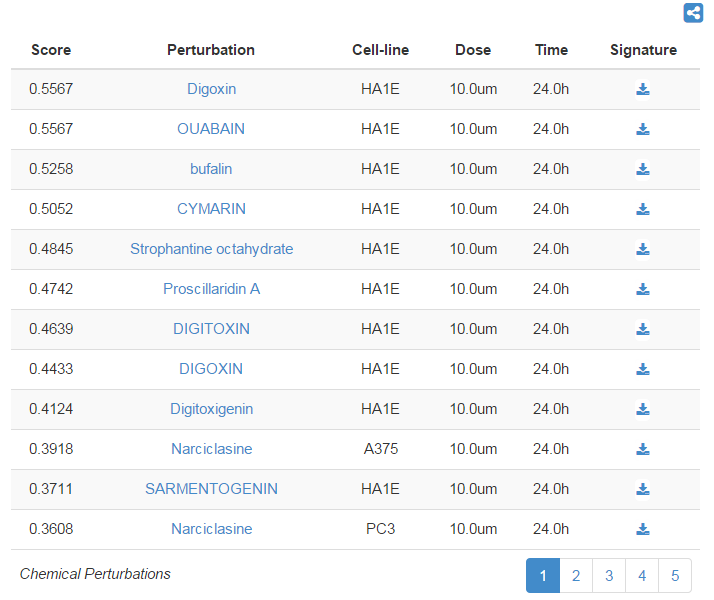 Score Perturbation Cell-line Dose Time Signature
0.5567 Digoxin HA1E 10.0um 24.0h
0.5567 OUABAIN HA1E 10.0um 24.0h
0.5258 bufalin HA1E 10.0um 24.0h
0.5052 CYMARIN HA1E 10.0um 24.0h
0.4845 Strophantine octahydrate HA1E 10.0um 24.0h
0.4742 Proscillaridin A HA1E 10.0um 24.0h
0.4639 DIGITOXIN HA1E 10.0um 24.0h
0.4433 DIGOXIN HA1E 10.0um 24.0h
0.4124 Digitoxigenin HA1E 10.0um 24.0h
0.3918 Narciclasine A375 10.0um 24.0h
0.3711 SARMENTOGENIN HA1E 10.0um 24.0h
0.3608 Narciclasine PC3 10.0um 24.0h
Chemical Perturbations 1 2 3 4 5